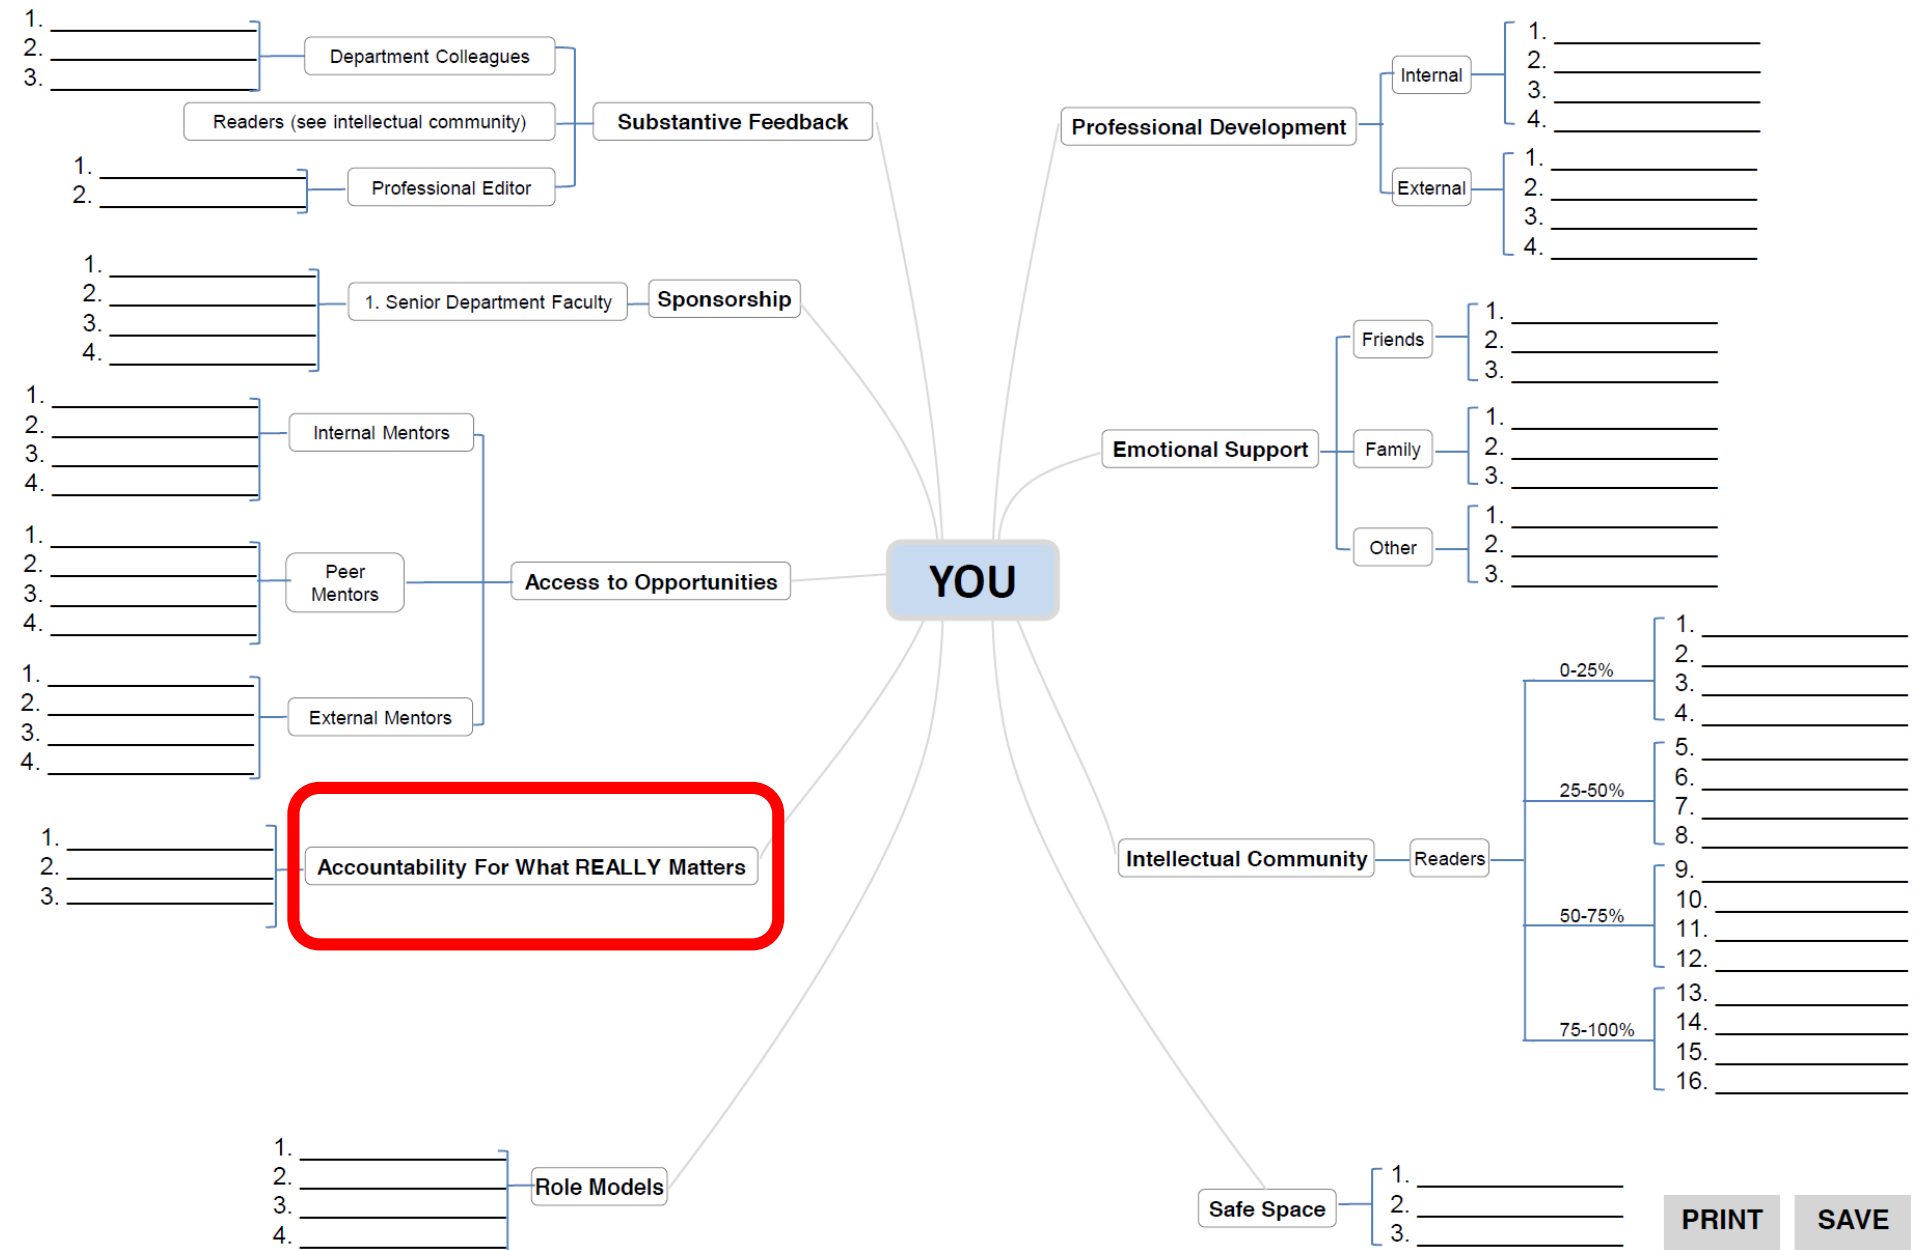 1.
2.
3.
Department Colleagues
Readers (see intellectual community)
1.
2.
Professional Editor
Substantive Feedback
1.
2.
3.
4.
1. Senior Department Faculty
Sponsorship
1.
2.
3.
4.
Internal Mentors
1.
2.
3.
4.
Peer
Mentors
1.
2.
3.
4.
External Mentors
Access to Opportunities
1.
2.
3.
Accountability For What REALLY Matters
1.
2.
3.
4.
Role Models
YOU
Professional Development
Internal
1.
2.
3.
4.
External
1.
2.
3.
4.
Emotional Support
Friends
1.
2.
3.
Family
1.
2.
3.
Other
1.
2.
3.
Intellectual Community
Readers
0-25%
1.
2.
3.
4.
25-50%
5.
6.
7.
8.
50-75%
9.
10.
11.
12.
75-100%
13.
14.
15.
16.
Safe Space
1.
2.
3.
PRINT
SAVE